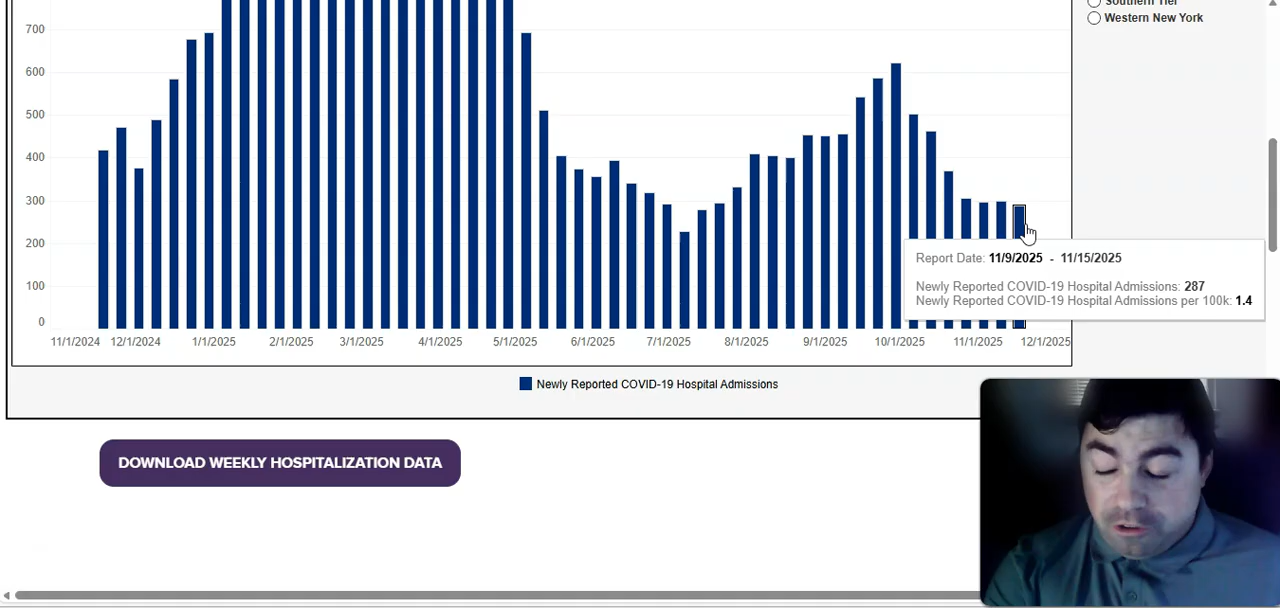 Southern Tier
Western New York
700
600
500
400
300
200
100
0
Report Date: 11/9/2025 - 11/15/2025
Newly Reported COVID-19 Hospital Admissions: 287
Newly Reported COVID-19 Hospital Admissions per 100k: 1.4
11/1/2024 12/1/2024 1/1/2025 2/1/2025 3/1/2025 4/1/2025 5/1/2025 6/1/2025 7/1/2025 8/1/2025 9/1/2025 10/1/2025 11/1/2025 12/1/2025
Newly Reported COVID-19 Hospital Admissions
DOWNLOAD WEEKLY HOSPITALIZATION DATA